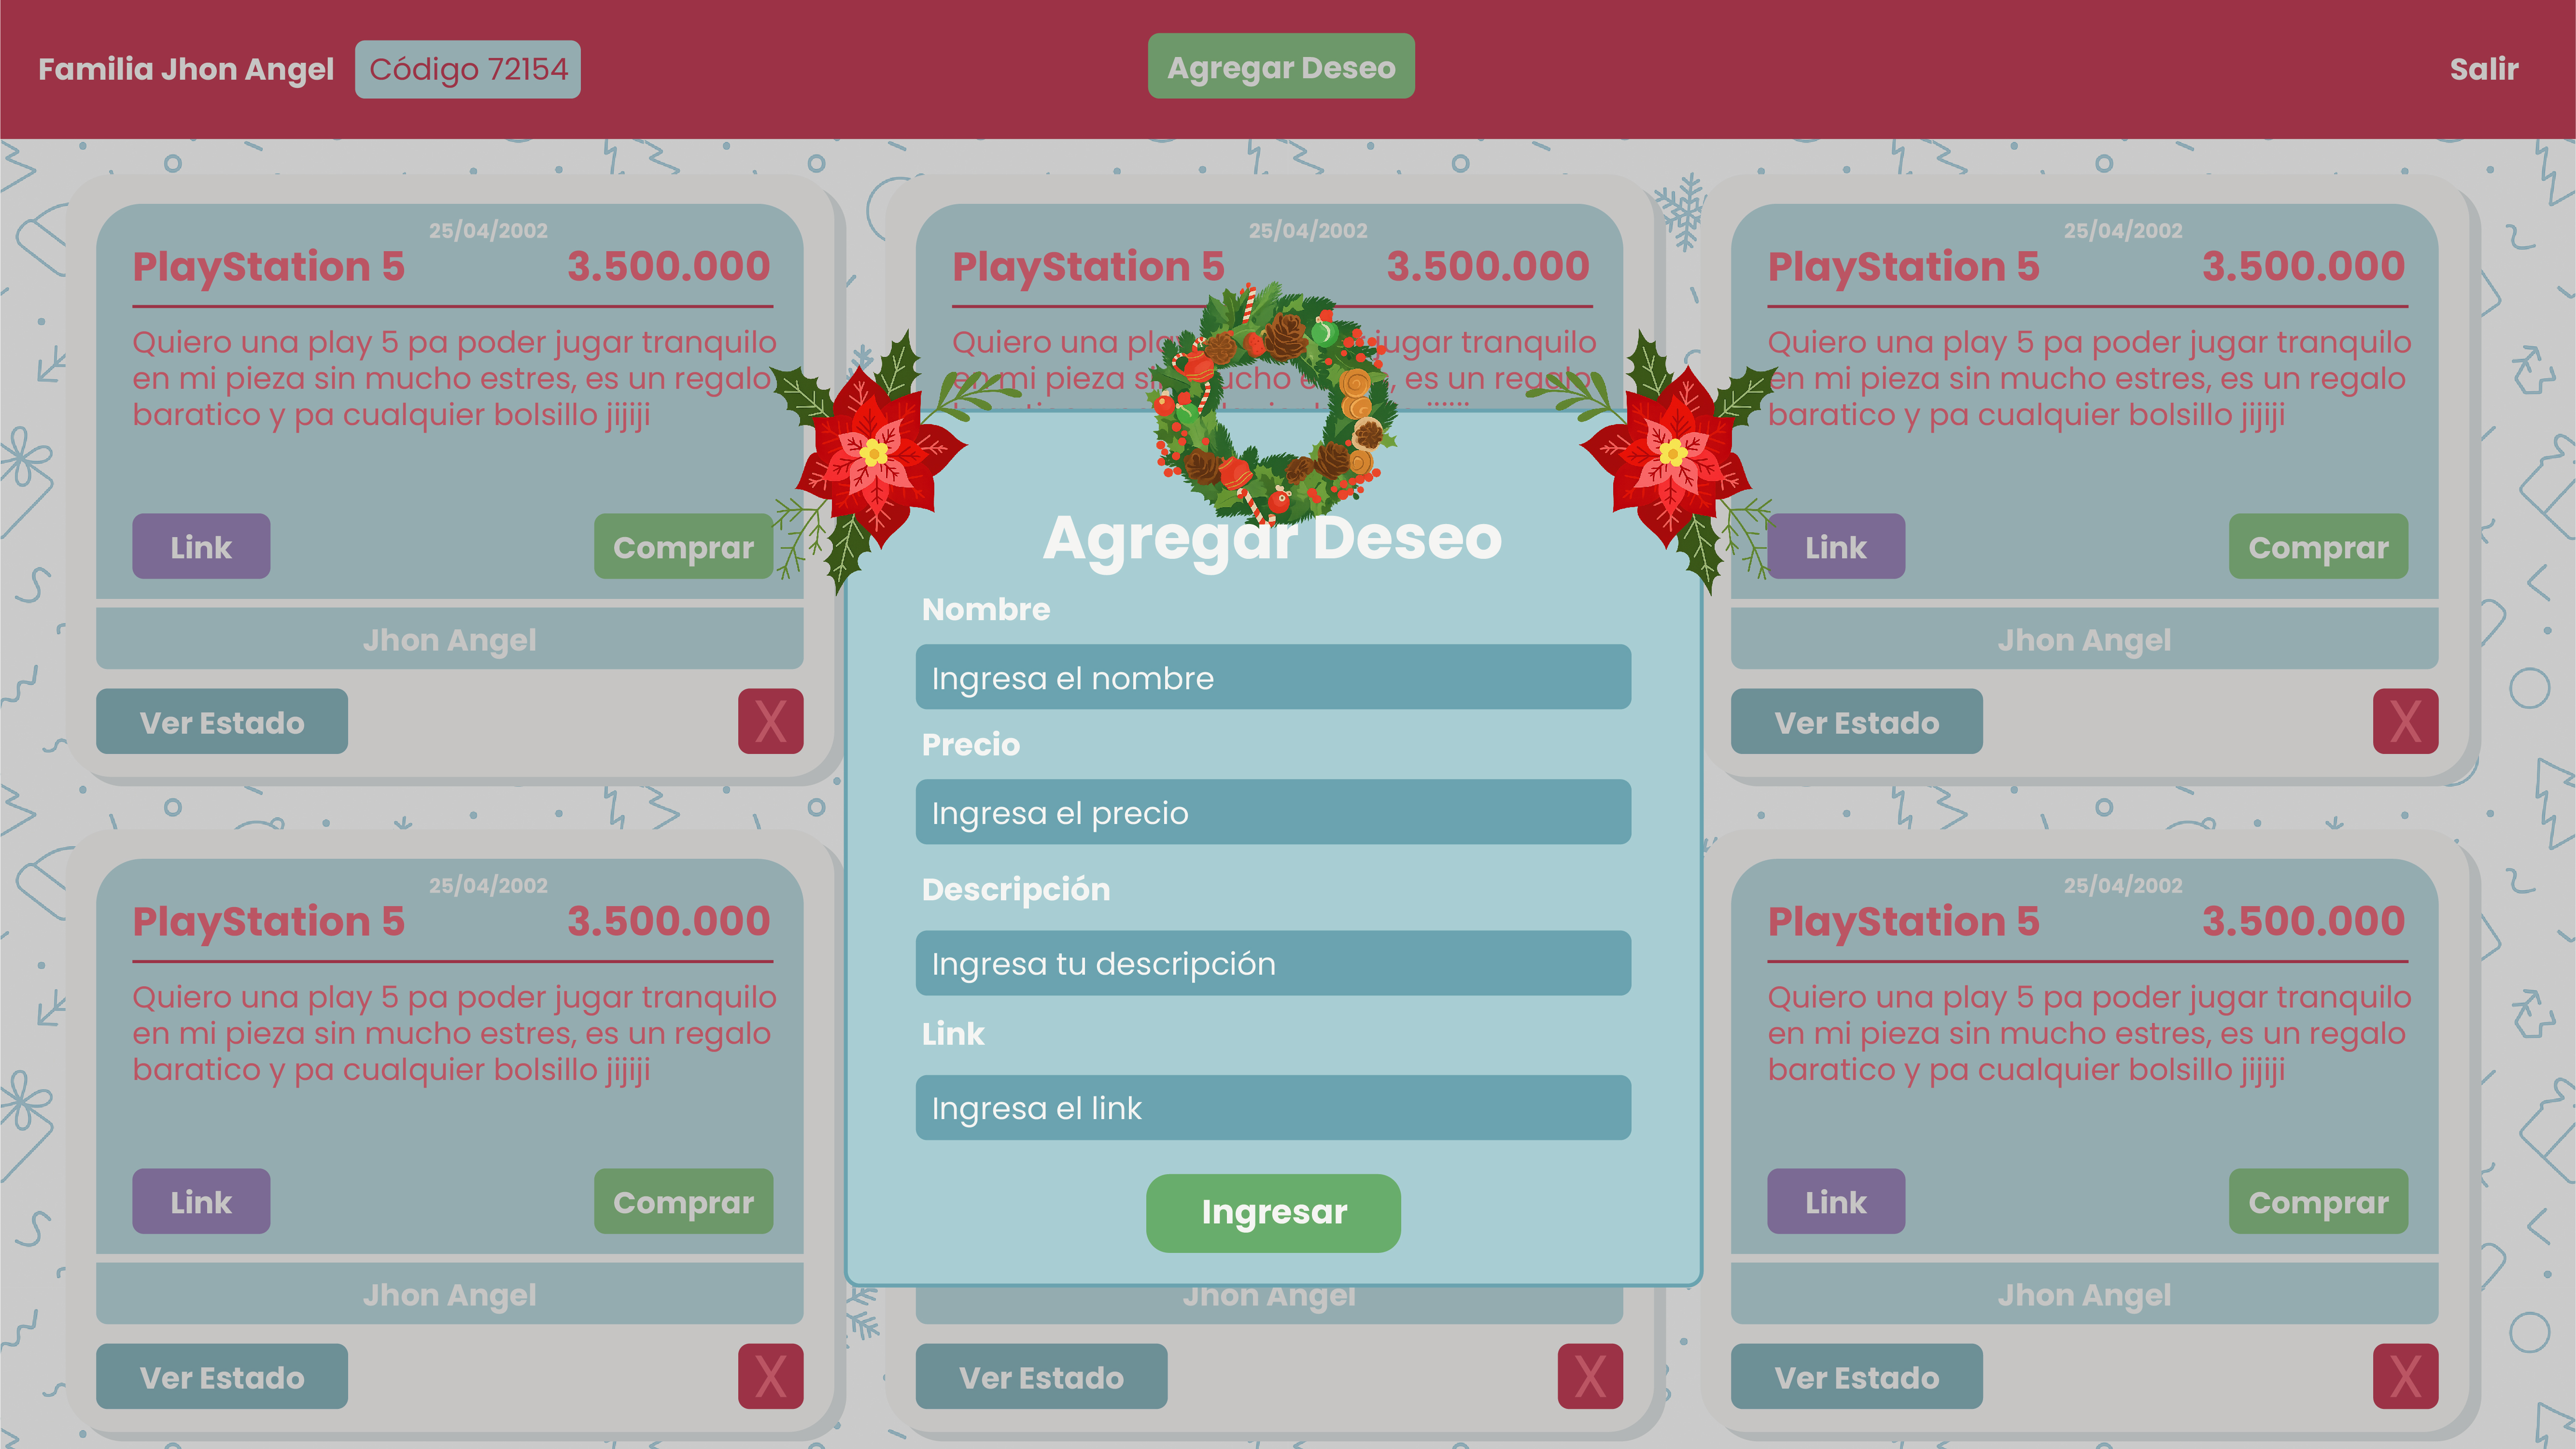 Familia Jhon Angel
Código 72154
Agregar Deseo
Salir
25/04/2002
PlayStation 5 3.500.000
Quiero una play 5 pa poder jugar tranquilo
en mi pieza sin mucho estres, es un regalo
baratico y pa cualquier bolsillo jijiji
Link Comprar
Jhon Angel
Ver Estado X
25/04/2002
PlayStation 5 3.500.000
Quiero una jugar tranquilo
en mi pieza es un regalo
25/04/2002
PlayStation 5 3.500.000
Quiero una play 5 pa poder jugar tranquilo
en mi pieza sin mucho estres, es un regalo
baratico y pa cualquier bolsillo jijiji
Link Comprar
Jhon Angel
Ver Estado X
Agregar Deseo
Nombre
Ingresa el nombre
Precio
Ingresa el precio
Descripción
Ingresa tu descripción
Link
Ingresa el link
Ingresar
25/04/2002
PlayStation 5 3.500.000
Quiero una play 5 pa poder jugar tranquilo
en mi pieza sin mucho estres, es un regalo
baratico y pa cualquier bolsillo jijiji
Link Comprar
Jhon Angel
Ver Estado X
Jhon Angel
Ver Estado X
25/04/2002
PlayStation 5 3.500.000
Quiero una play 5 pa poder jugar tranquilo
en mi pieza sin mucho estres, es un regalo
baratico y pa cualquier bolsillo jijiji
Link Comprar
Jhon Angel
Ver Estado X